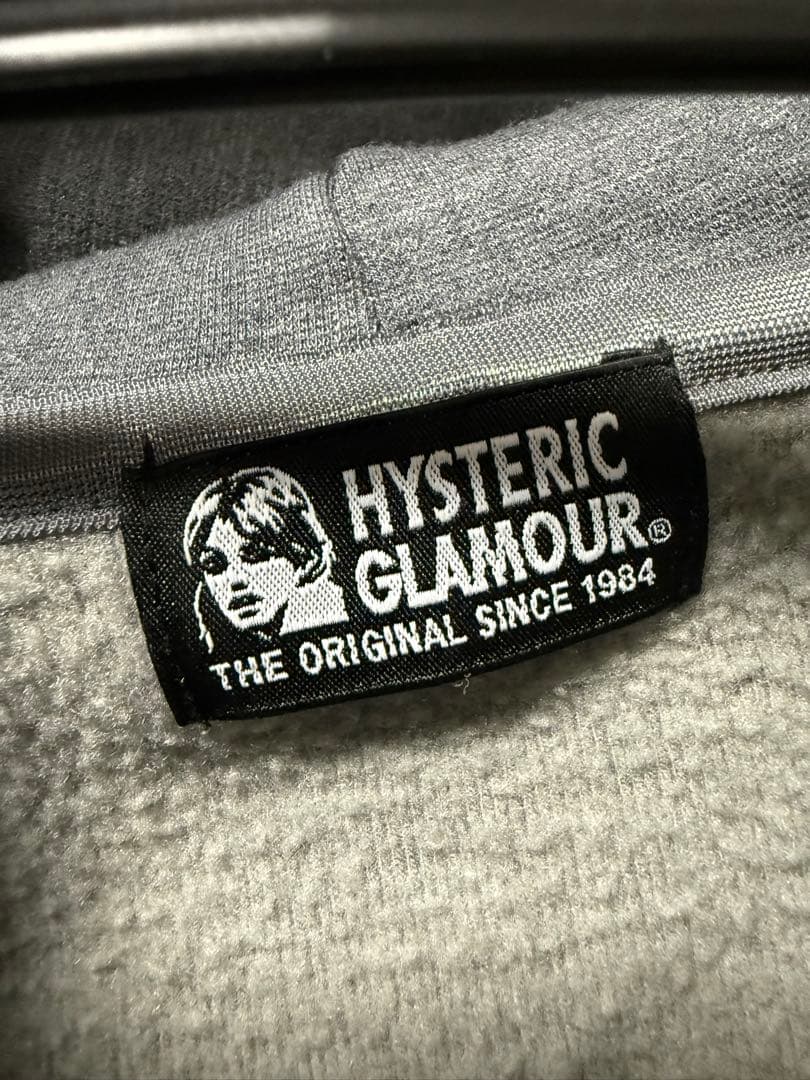 HYSTERIC
GLAMOUR®
THE ORIGINAL SINCE 1984